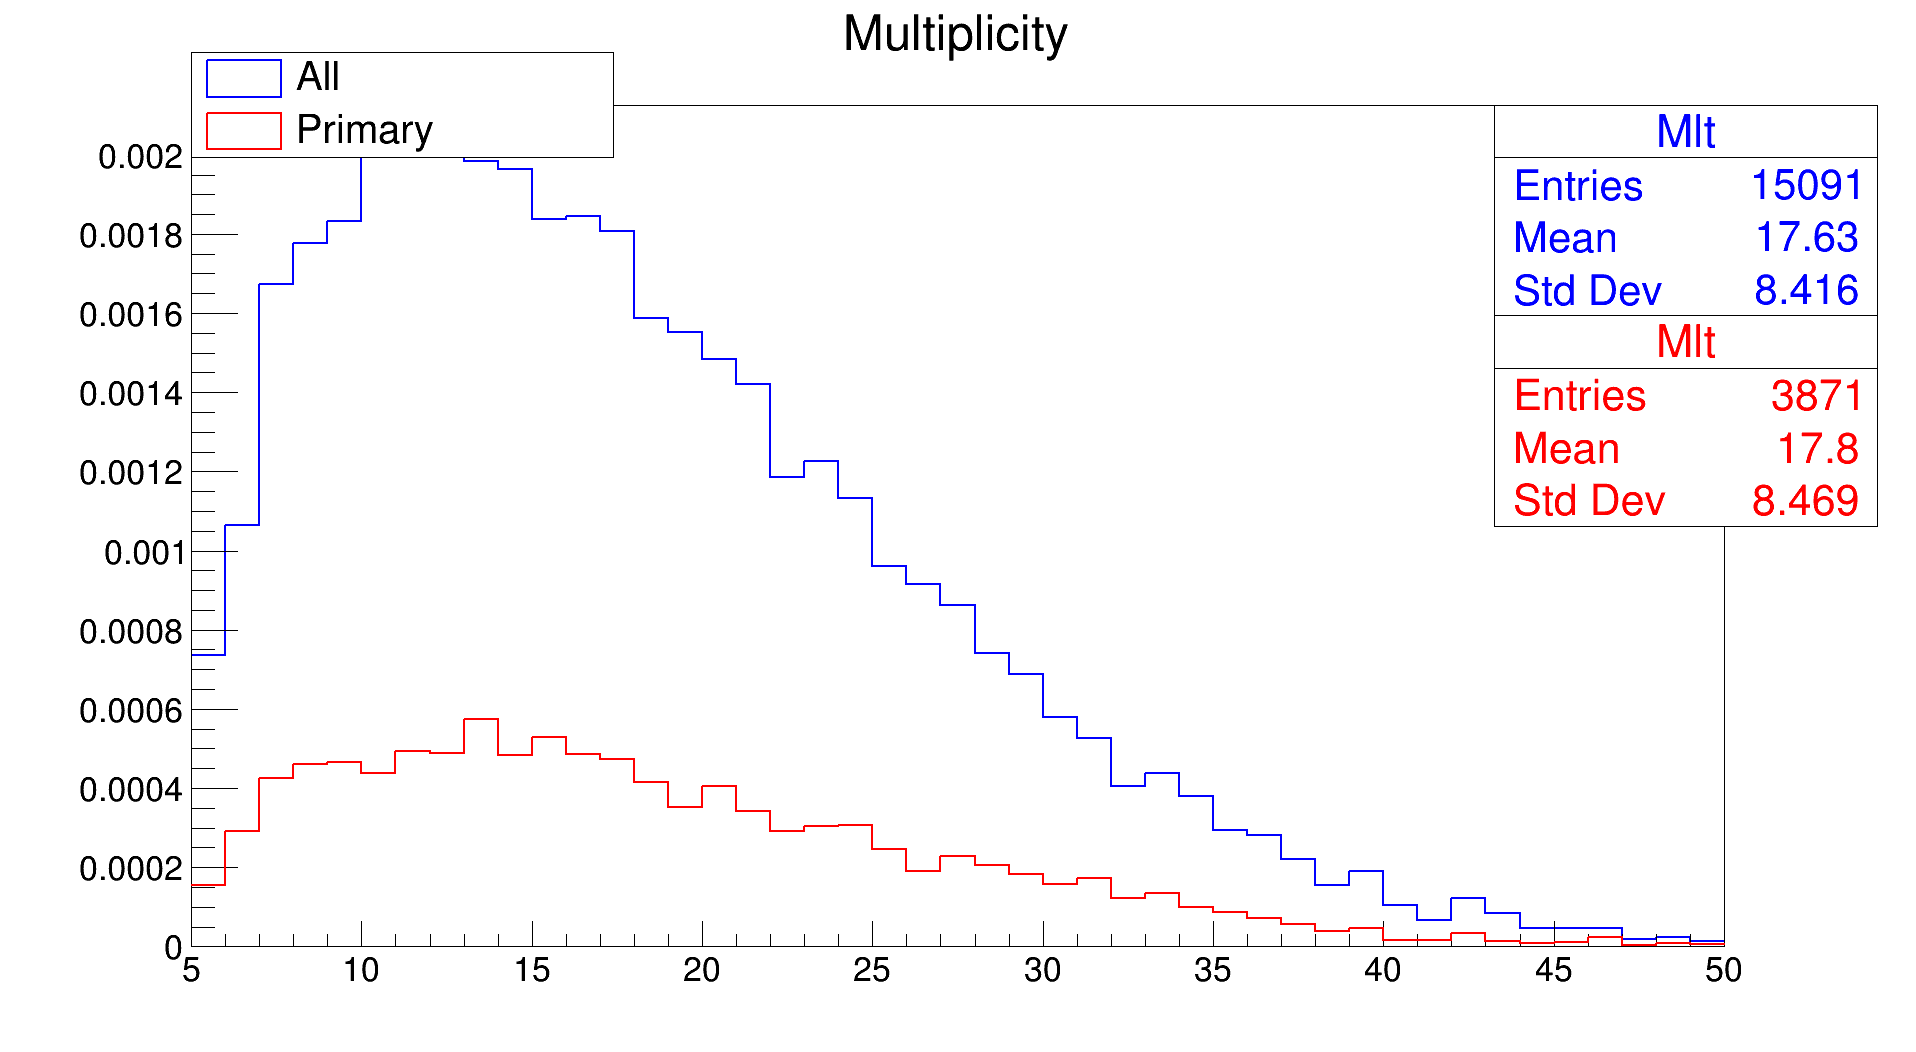 Multiplicity
All
Primary
Mlt
Entries 15091
Mean 17.63
Std Dev 8.416
Mlt
Entries 3871
Mean 17.8
Std Dev 8.469
0.002
0.0018
0.0016
0.0014
0.0012
0.001
0.0008
0.0006
0.0004
0.0002
0
5 10 15 20 25 30 35 40 45 50